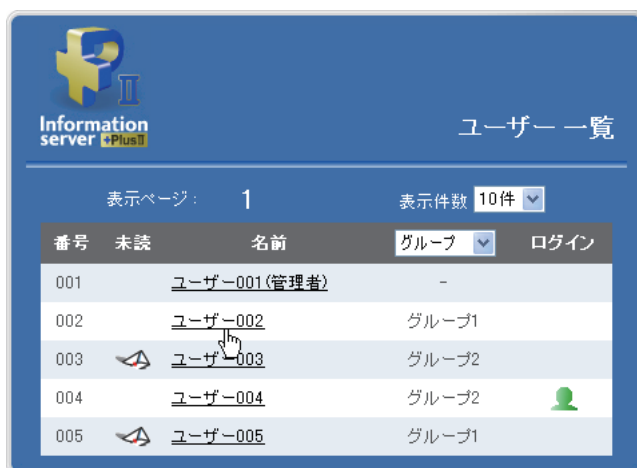 II
Information
server +PlusII
ユーザー 一覧
表示ページ： 1 表示件数 10件
番号 未読 名前 グループ ログイン
001 ユーザー001(管理者) -
002 ユーザー002 グループ1
003 ユーザー003 グループ2
004 ユーザー004 グループ2
005 ユーザー005 グループ1